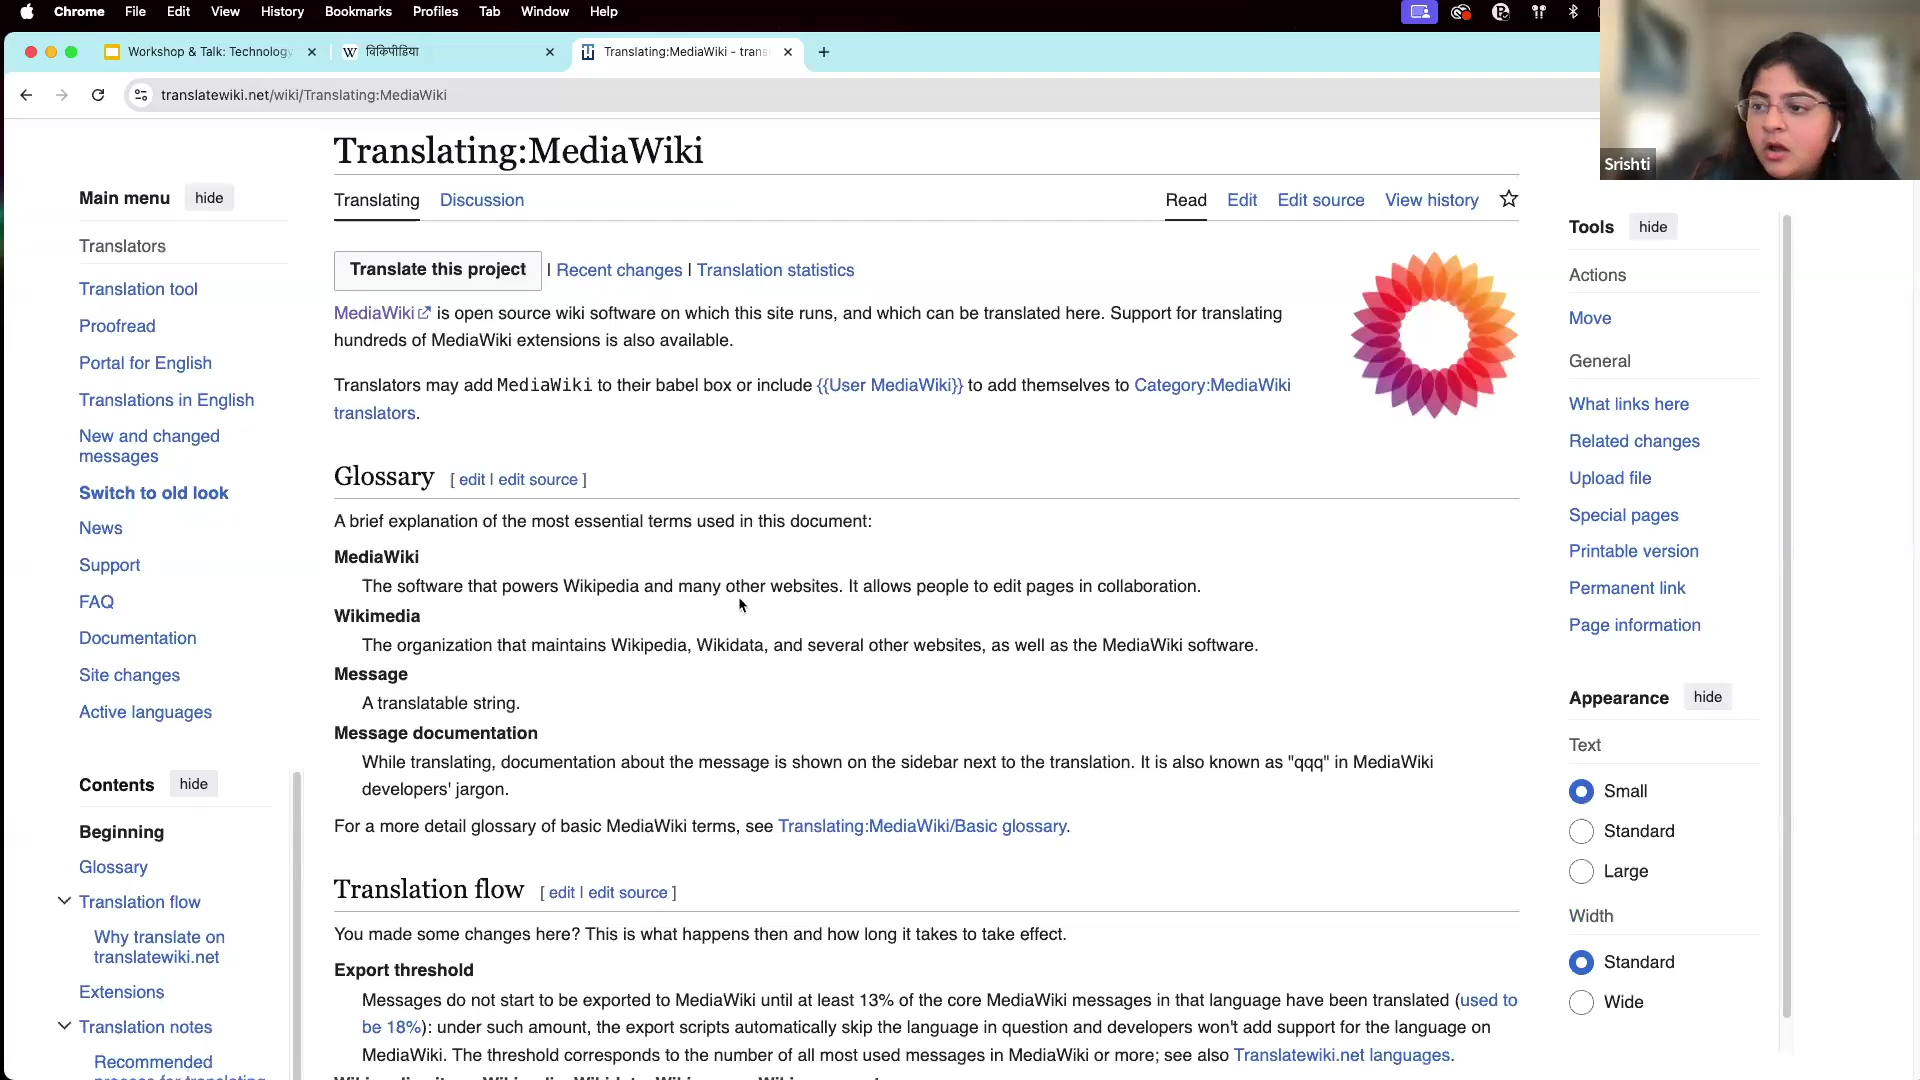 Chrome File Edit View History Bookmarks Profiles Tab Window Help
Workshop & Talk: Technology
विकिपीडिया
Translating:MediaWiki - trans
translatewiki.net/wiki/Translating:MediaWiki
Srishti
Translating:MediaWiki
Translating Discussion
Read Edit Edit source View history
Main menu hide
Translators
Translation tool
Proofread
Portal for English
Translations in English
New and changed
messages
Switch to old look
News
Support
FAQ
Documentation
Site changes
Active languages
Contents hide
Beginning
Glossary
Translation flow
Why translate on
translatewiki.net
Extensions
Translation notes
Recommended
process for translating
Translate this project | Recent changes | Translation statistics
MediaWiki is open source wiki software on which this site runs, and which can be translated here. Support for translating
hundreds of MediaWiki extensions is also available.
Translators may add MediaWiki to their babel box or include {{User MediaWiki}} to add themselves to Category:MediaWiki
translators.
Glossary [ edit | edit source ]
A brief explanation of the most essential terms used in this document:
MediaWiki
The software that powers Wikipedia and many other websites. It allows people to edit pages in collaboration.
Wikimedia
The organization that maintains Wikipedia, Wikidata, and several other websites, as well as the MediaWiki software.
Message
A translatable string.
Message documentation
While translating, documentation about the message is shown on the sidebar next to the translation. It is also known as "qqq" in MediaWiki
developers' jargon.
For a more detail glossary of basic MediaWiki terms, see Translating:MediaWiki/Basic glossary.
Translation flow [ edit | edit source ]
You made some changes here? This is what happens then and how long it takes to take effect.
Export threshold
Messages do not start to be exported to MediaWiki until at least 13% of the core MediaWiki messages in that language have been translated (used to
be 18%): under such amount, the export scripts automatically skip the language in question and developers won't add support for the language on
MediaWiki. The threshold corresponds to the number of all most used messages in MediaWiki or more; see also Translatewiki.net languages.
Tools hide
Actions
Move
General
What links here
Related changes
Upload file
Special pages
Printable version
Permanent link
Page information
Appearance hide
Text
Small
Standard
Large
Width
Standard
Wide